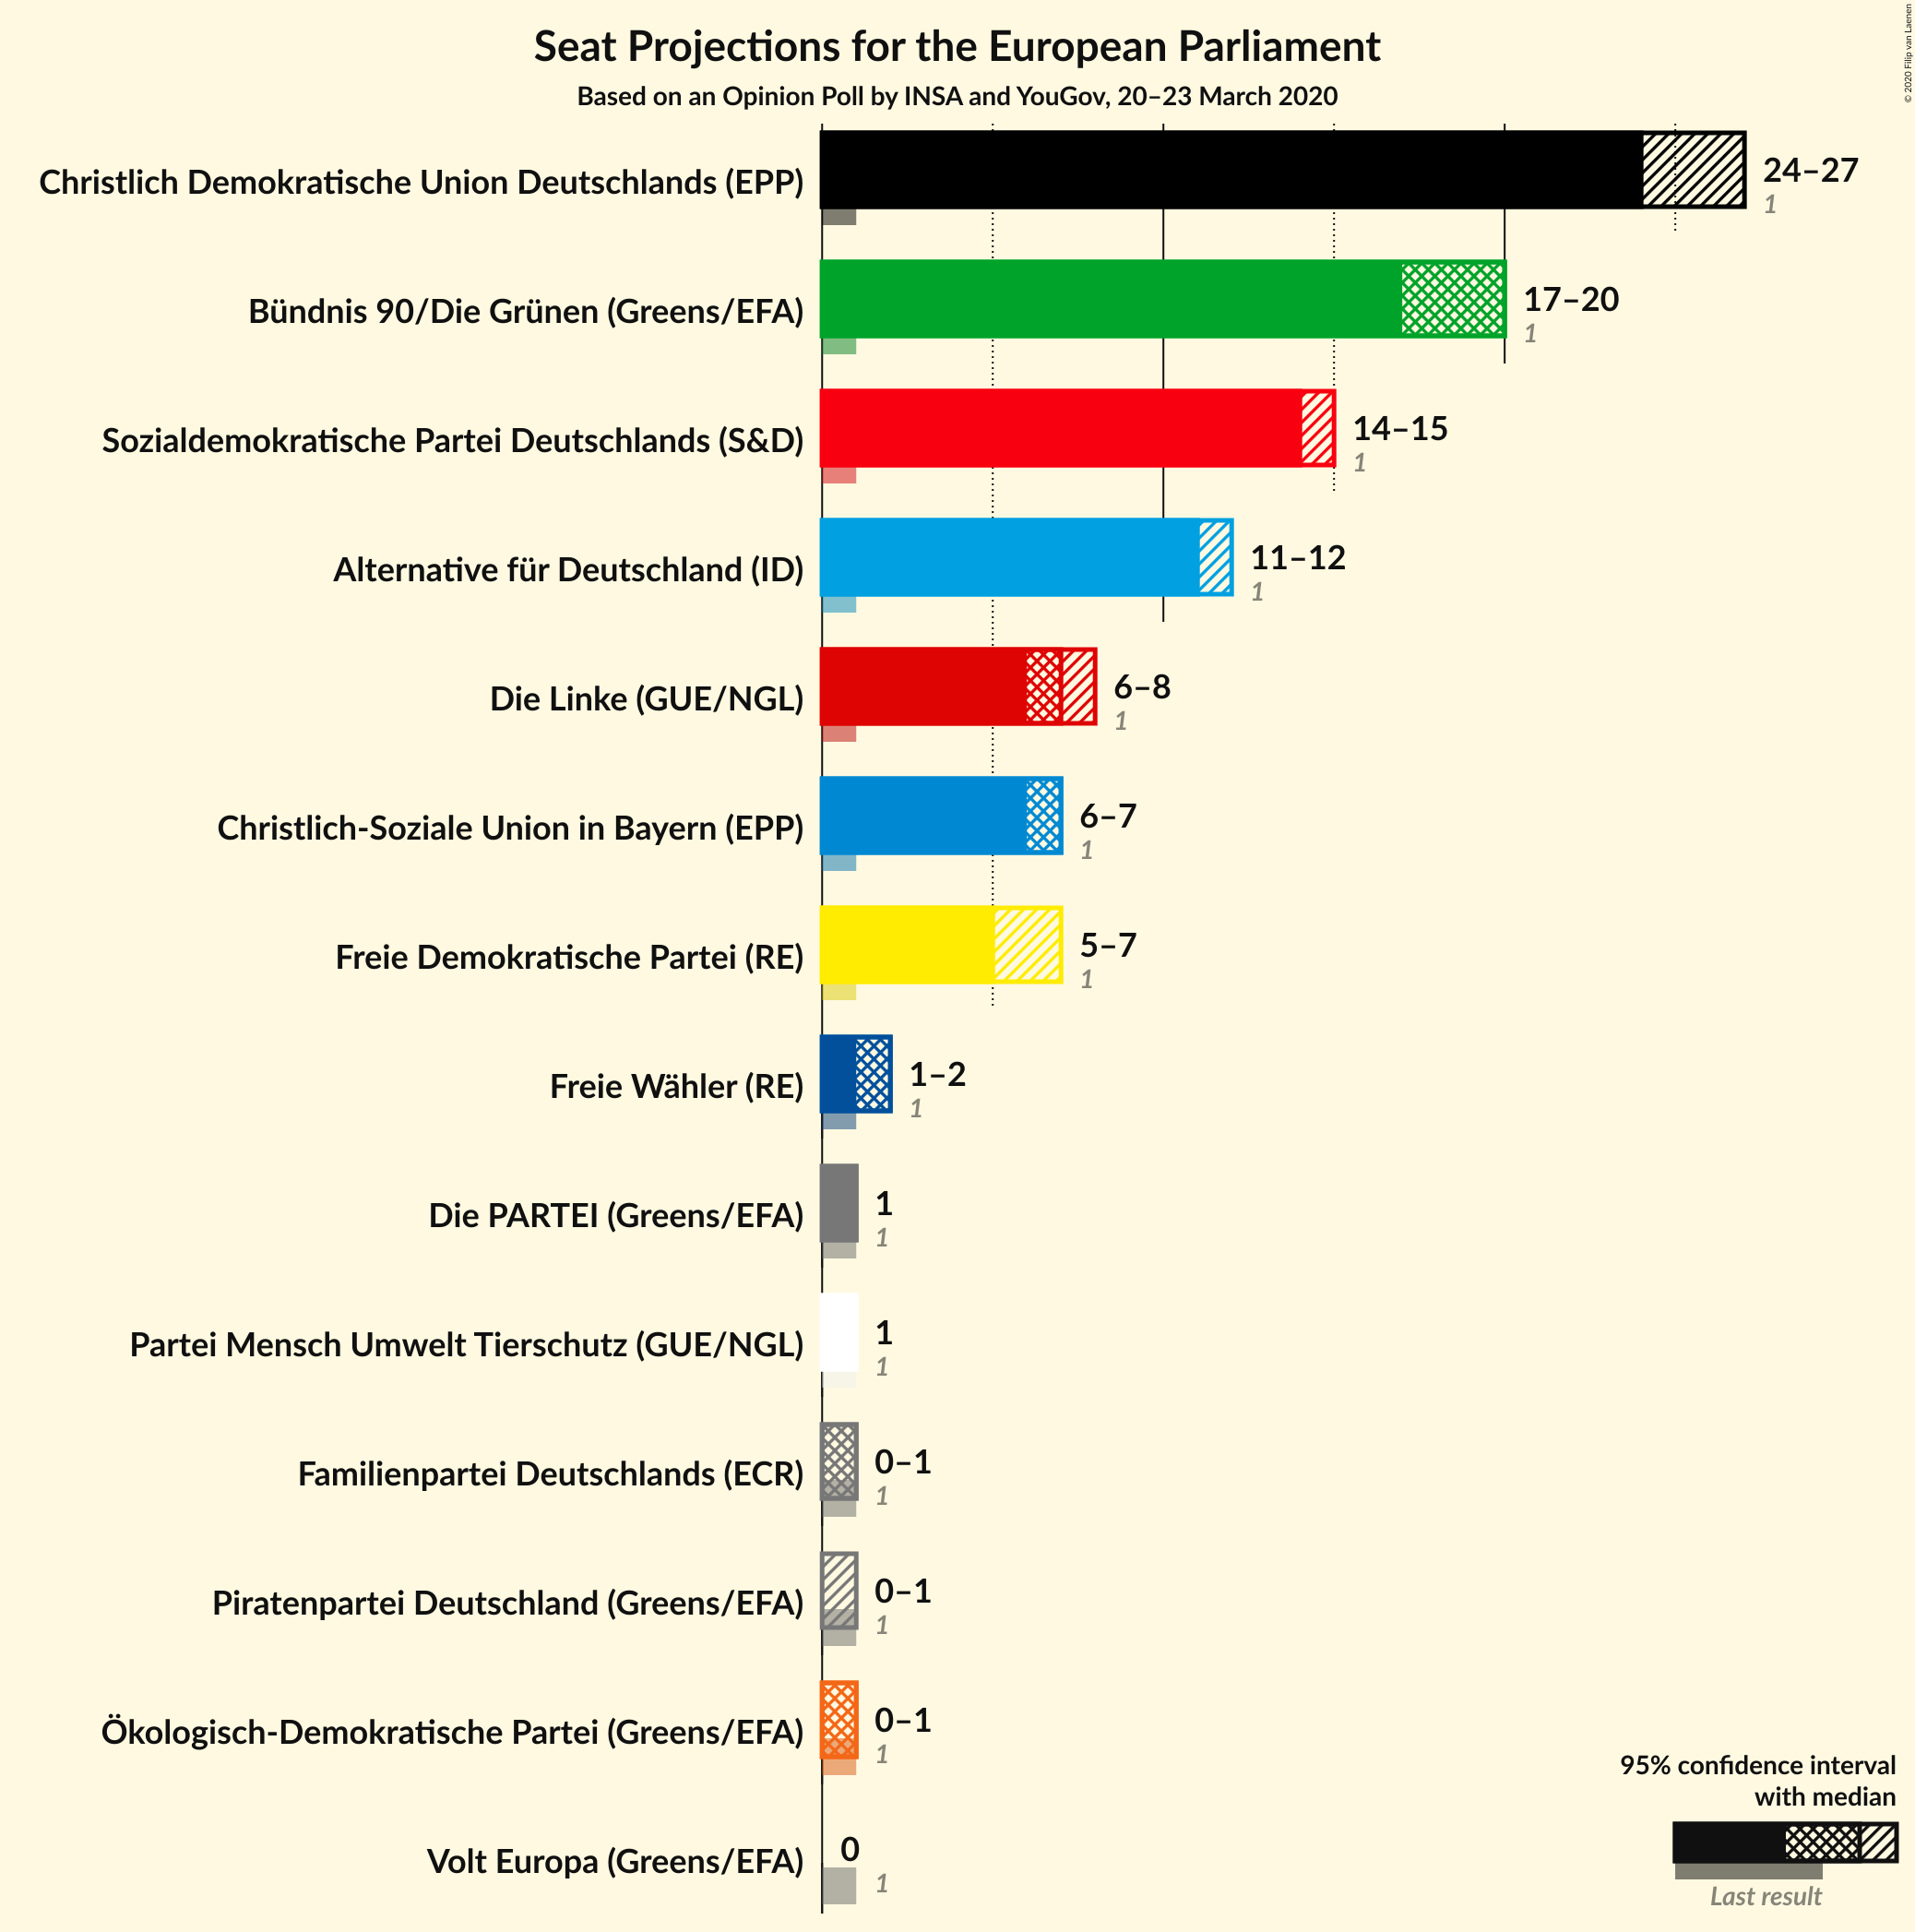 Seat Projections for the European Parliament
Based on an Opinion Poll by INSA and YouGov, 20–23 March 2020
© 2020 Filip van Laenen
Christlich Demokratische Union Deutschlands (EPP)
24–27
1
Bündnis 90/Die Grünen (Greens/EFA)
17–20
1
Sozialdemokratische Partei Deutschlands (S&D)
14–15
1
Alternative für Deutschland (ID)
11–12
1
Die Linke (GUE/NGL)
6–8
1
Christlich-Soziale Union in Bayern (EPP)
6–7
1
Freie Demokratische Partei (RE)
5–7
1
Freie Wähler (RE)
1–2
1
Die PARTEI (Greens/EFA)
1
1
Partei Mensch Umwelt Tierschutz (GUE/NGL)
1
1
Familienpartei Deutschlands (ECR)
0–1
1
Piratenpartei Deutschland (Greens/EFA)
0–1
1
Ökologisch-Demokratische Partei (Greens/EFA)
0–1
1
Volt Europa (Greens/EFA)
0
1
95% confidence interval
with median
Last result